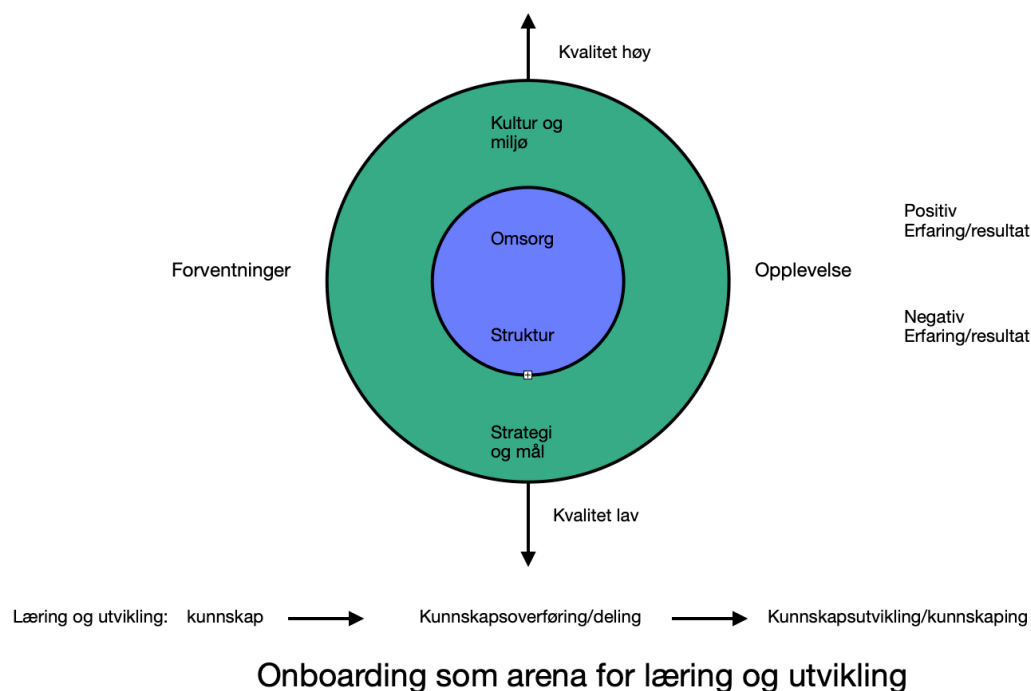 Kvalitet høy
Kultur og
miljø
Omsorg
Positiv
Erfaring/resultat
Forventninger
Opplevelse
Negativ
Erfaring/resultat
Struktur
Strategi
og mål
Kvalitet lav
Læring og utvikling: kunnskap Kunnskapsoverføring/deling Kunnskapsutvikling/kunnskaping
Onboarding som arena for læring og utvikling